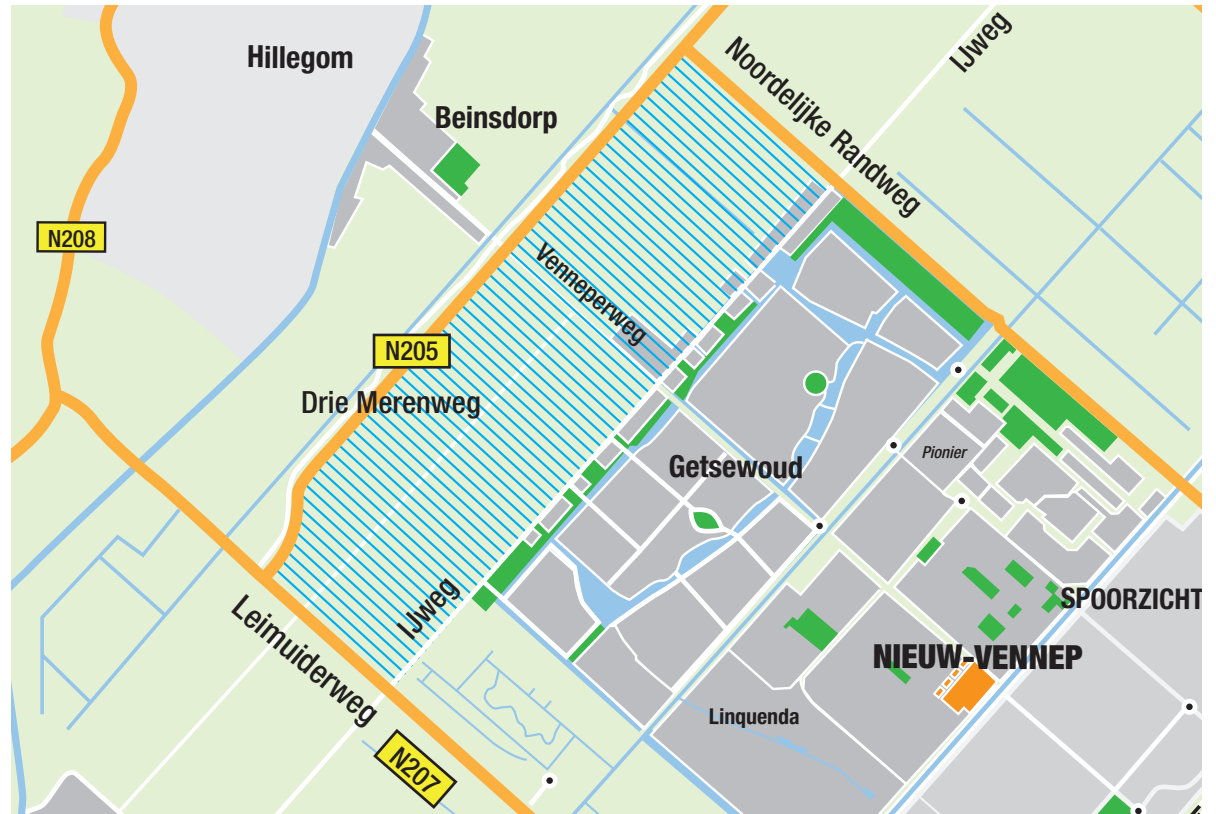 Hillegom
Beinsdorp
Noordelijke Randweg
IJweg
N208
Venneperweg
N205
Drie Merenweg
Getsewoud
Pionier
IJweg
Leimuiderweg
SPOORZICHT
NIEUW-VENNEP
Linquenda
N207